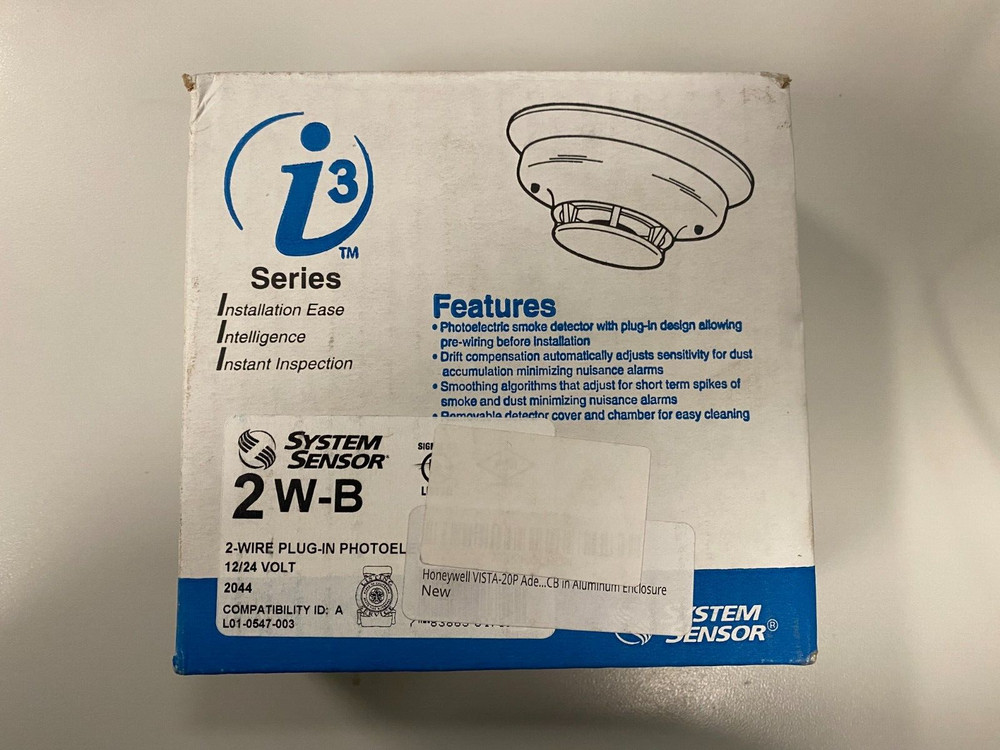 i3
TM
Series
Installation Ease
Intelligence
Instant Inspection
Features
• Photoelectric smoke detector with plug-in design allowing
pre-wiring before installation
• Drift compensation automatically adjusts sensitivity for dust
accumulation minimizing nuisance alarms
• Smoothing algorithms that adjust for short term spikes of
smoke and dust minimizing nuisance alarms
• Removable detector cover and chamber for easy cleaning
SYSTEM
SENSOR
2W-B
2-WIRE PLUG-IN PHOTOEL
12/24 VOLT
2044
COMPATIBILITY ID: A
L01-0547-003
Honeywell VISTA-20P Ade...CB in Aluminum Enclosure
New
SYSTEM
SENSOR®